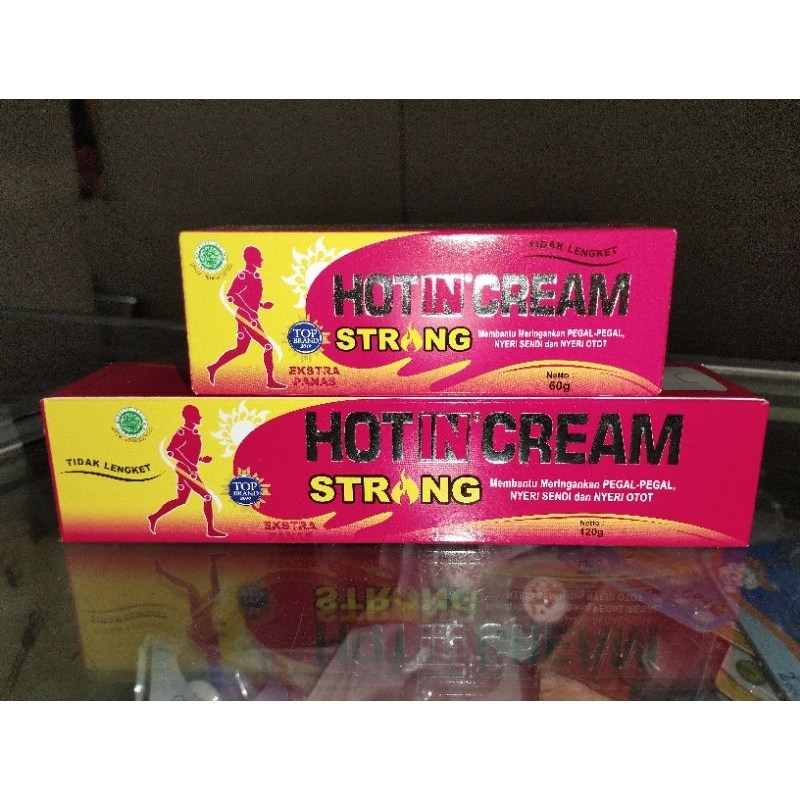 TIDAK LENGKET
HOT IN CREAM
STRONG
Membantu Meringankan PEGAL-PEGAL,
NYERI SENDI dan NYERI OTOT
TOP
BRAND
EKSTRA
PANAS
Netto :
60g
TIDAK LENGKET
HOT IN CREAM
STRONG
Membantu Meringankan PEGAL-PEGAL,
NYERI SENDI dan NYERI OTOT
TOP
BRAND
EKSTRA
Netto :
120g